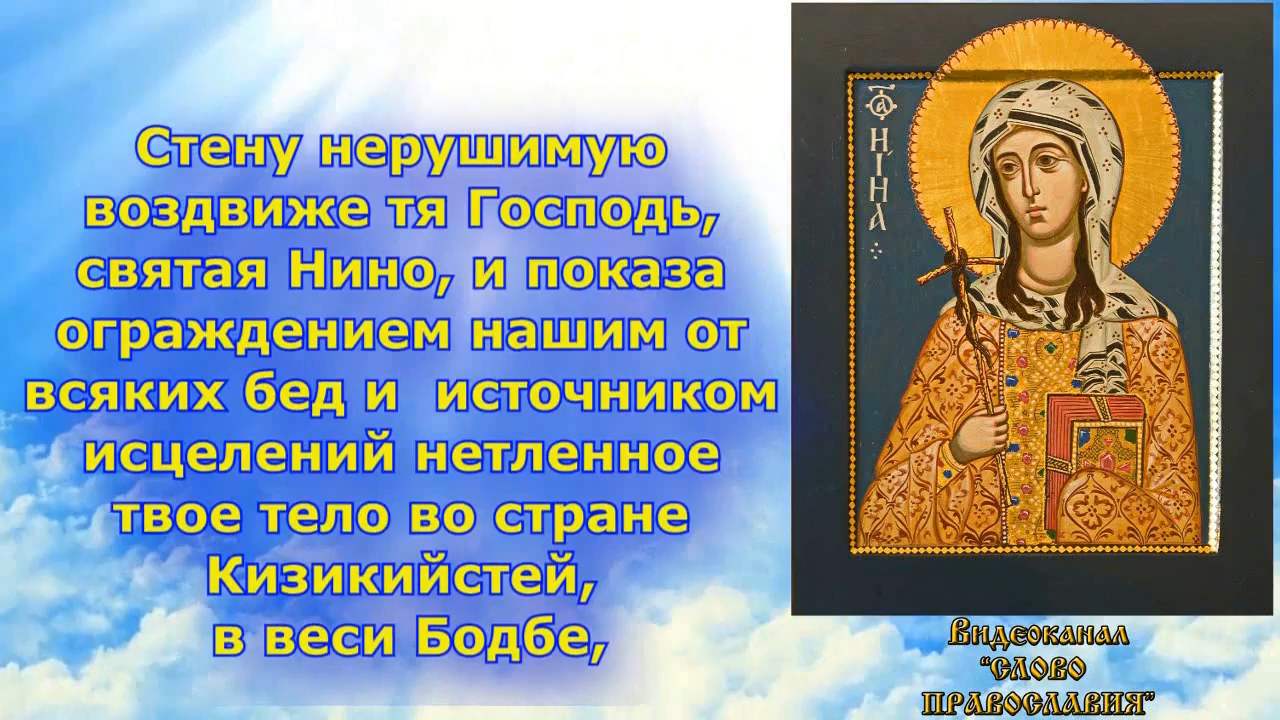 Стену нерушимую
воздвиже тя Господь,
святая Нино, и показа
ограждением нашим от
всяких бед и  источником
исцелений нетленное
твое тело во стране
Кизикийстей,
в веси Бодбе,
НІНА
Видеоканал
“СЛОВО
ПРАВОСЛАВИЯ”